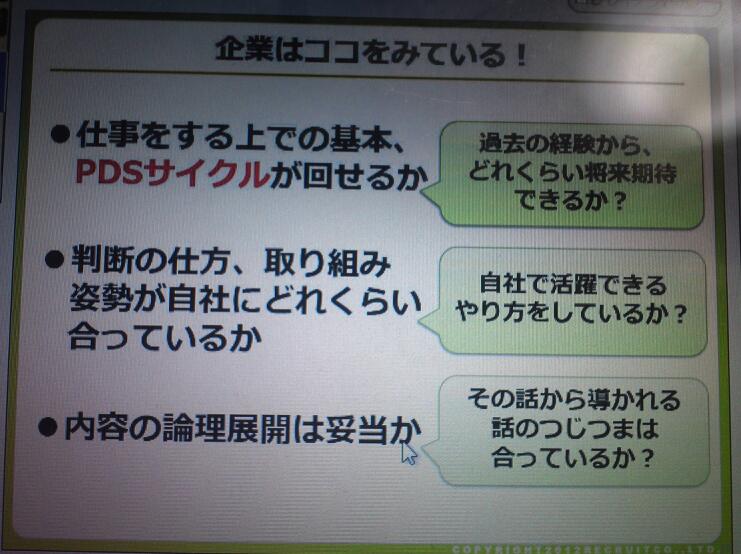 企業はココをみている！
●仕事をする上での基本、
PDSサイクルが回せるか
過去の経験から、
どれくらい将来期待
できるか？
●判断の仕方、取り組み
姿勢が自社にどれくらい
合っているか
自社で活躍できる
やり方をしているか？
●内容の論理展開は妥当か
その話から導かれる
話のつじつまは
合っているか？